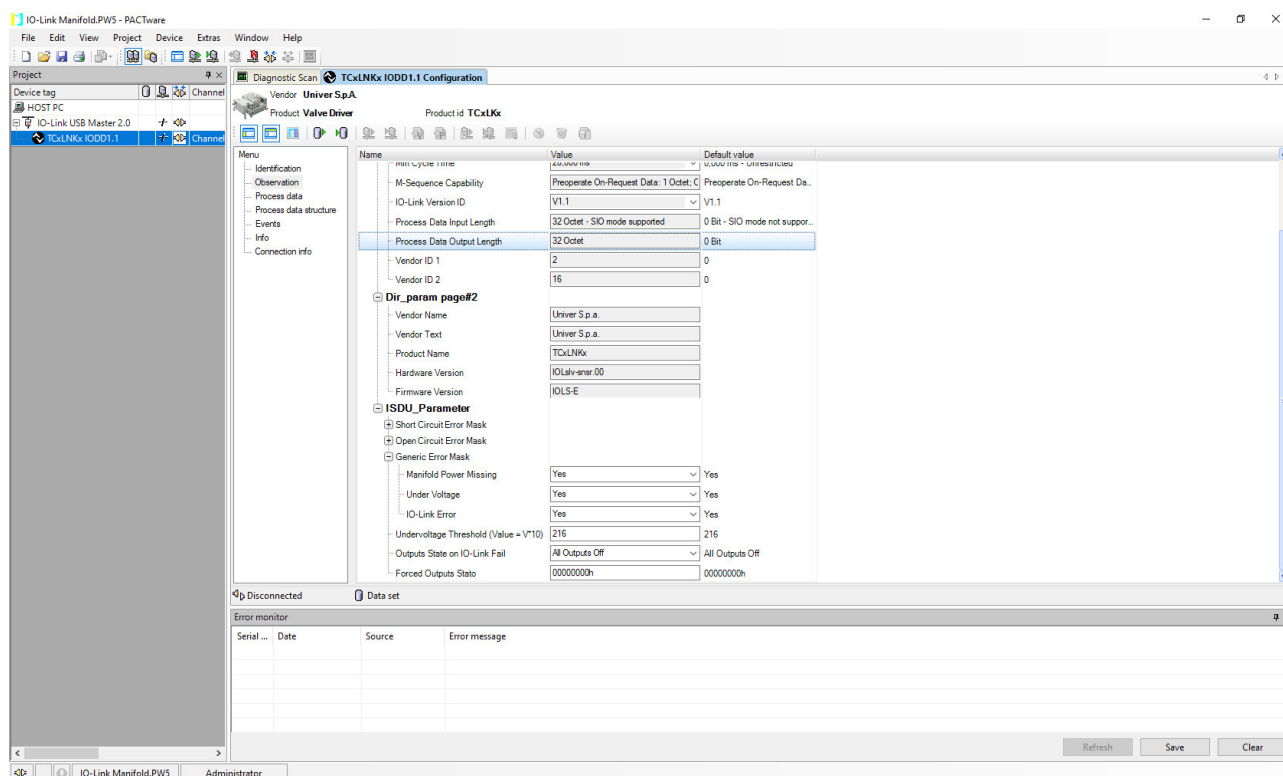 IO-Link Manifold.PW5 - PACTware
File Edit View Project Device Extras Window Help
Project
Device tag Channel
HOST PC
IO-Link USB Master 2.0
TCxLNKx IODD1.1 Channel
Diagnostic Scan TCxLNKx IODD1.1 Configuration
Vendor Univer S.p.A.
Product Valve Driver Product id TCxLKx
Menu
Identification
Observation
Process data
Process data structure
Events
Info
Connection info
Name Value Default value
Min Cycle Time 20,000 ms 0,000 ms - Unrestricted
M-Sequence Capability Preoperate On-Request Data: 1 Octet; C Preoperate On-Request Da...
IO-Link Version ID V1.1 V1.1
Process Data Input Length 32 Octet - SIO mode supported 0 Bit - SIO mode not suppor...
Process Data Output Length 32 Octet 0 Bit
Vendor ID 1 2 0
Vendor ID 2 16 0
Dir_param page#2
Vendor Name Univer S.p.a.
Vendor Text Univer S.p.a.
Product Name TCxLNKx
Hardware Version IOLslv-snsr.00
Firmware Version IOLS-E
ISDU_Parameter
Short Circuit Error Mask
Open Circuit Error Mask
Generic Error Mask
Manifold Power Missing Yes Yes
Under Voltage Yes Yes
IO-Link Error Yes Yes
Undervoltage Threshold (Value = V*10) 216 216
Outputs State on IO-Link Fail All Outputs Off All Outputs Off
Forced Outputs Stato 00000000h 00000000h
Disconnected Data set
Error monitor
Serial ... Date Source Error message
Refresh Save Clear
IO-Link Manifold.PW5 Administrator